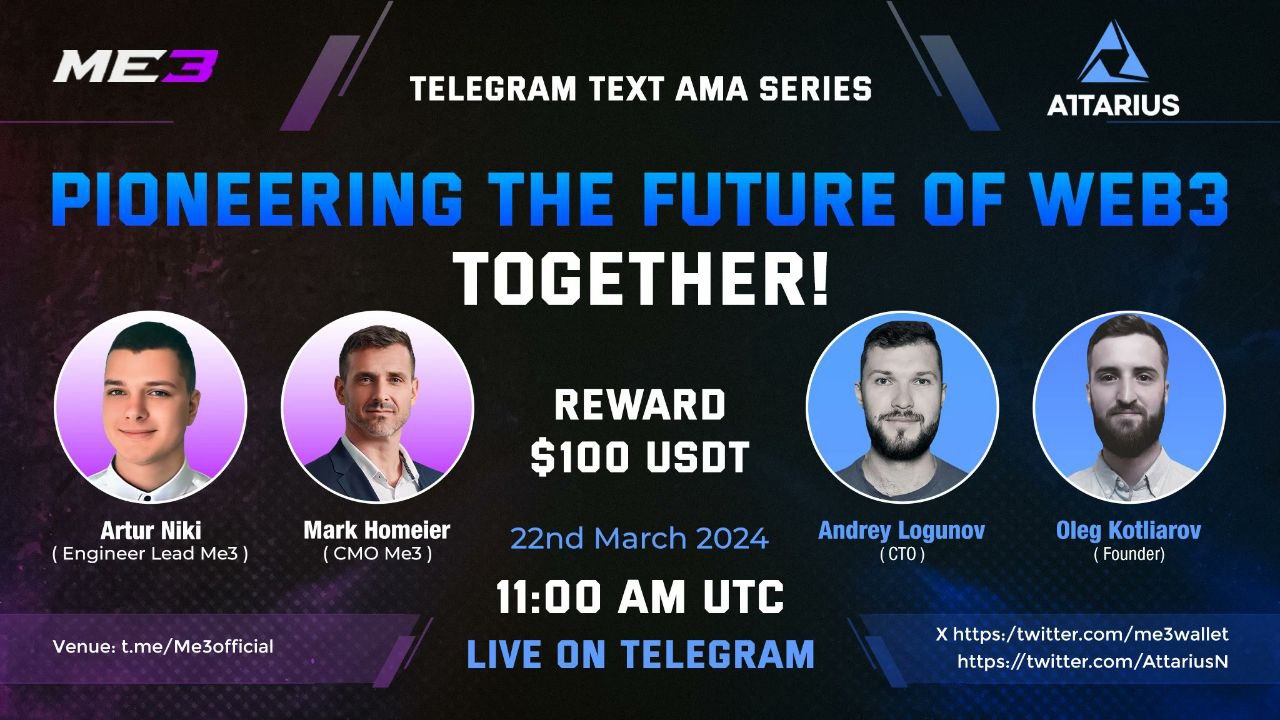 ME3
TELEGRAM TEXT AMA SERIES
ATTARIUS
PIONEERING THE FUTURE OF WEB3
TOGETHER!
REWARD
$100 USDT
Artur Niki
( Engineer Lead Me3 )
Mark Homeier
( CMO Me3 )
22nd March 2024
Andrey Logunov
( CTO )
Oleg Kotliarov
( Founder)
11:00 AM UTC
LIVE ON TELEGRAM
Venue: t.me/Me3official
X https:/twitter.com/me3wallet
https://twitter.com/AttariusN